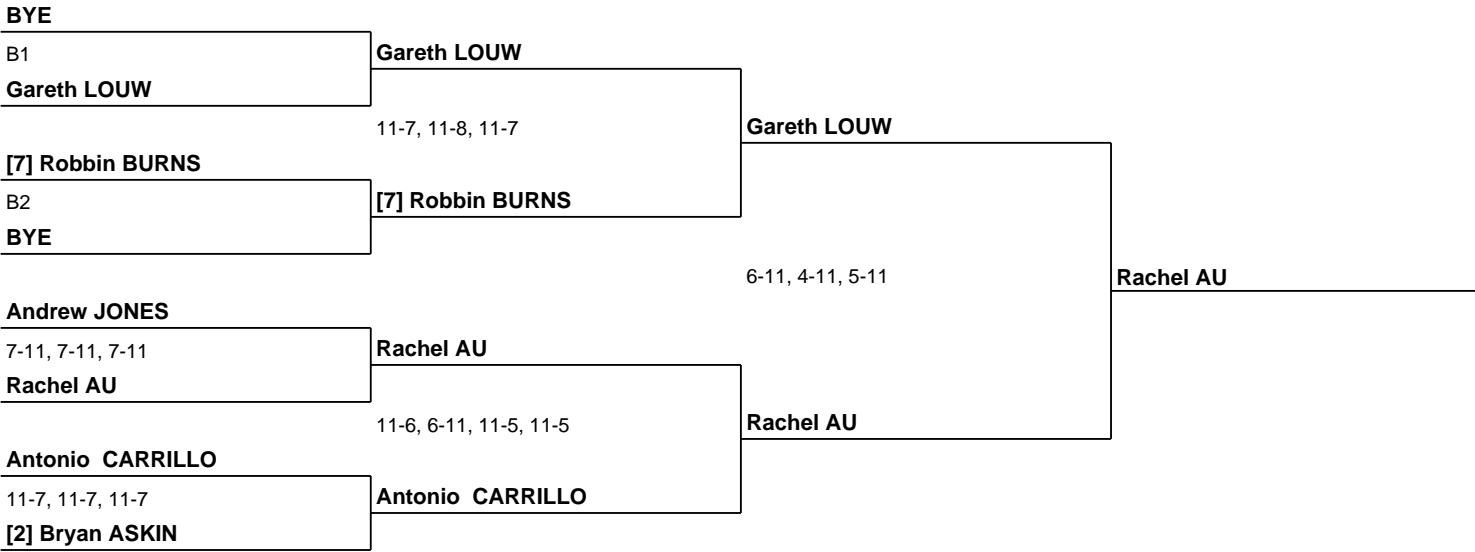 BYE
B1
Gareth LOUW
Gareth LOUW
11-7, 11-8, 11-7
Gareth LOUW
[7] Robbin BURNS
B2
[7] Robbin BURNS
BYE
6-11, 4-11, 5-11
Rachel AU
Andrew JONES
7-11, 7-11, 7-11
Rachel AU
Rachel AU
11-6, 6-11, 11-5, 11-5
Rachel AU
Antonio  CARRILLO
11-7, 11-7, 11-7
Antonio  CARRILLO
[2] Bryan ASKIN